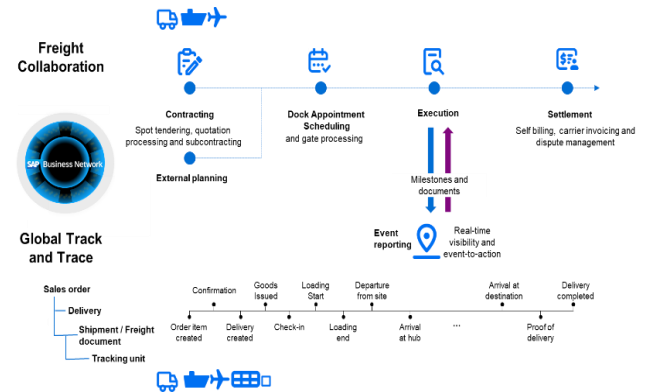 Freight
Collaboration
Contracting
Spot tendering, quotation
processing and subcontracting
External planning
Dock Appointment
Scheduling
and gate processing
Execution
Settlement
Self billing, carrier invoicing and
dispute management
SAP Business Network
Milestones and
documents
Event
reporting
Real-time
visibility and
event-to-action
Global Track
and Trace
Sales order
Delivery
Shipment / Freight
document
Tracking unit
Confirmation
Goods
Issued
Loading
Start
Departure
from site
Arrival at
destination
Delivery
completed
Order item
created
Delivery
created
Check-in
Loading
end
Arrival
at hub
...
Proof of
delivery